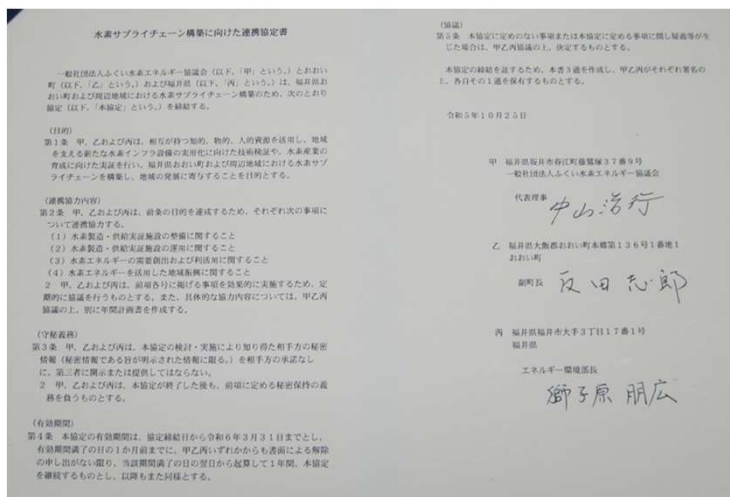 水素サプライチェーン構築に向けた連携協定書
一般社団法人ふくい水素エネルギー協議会（以下、「甲」という。）とおおい
町（以下、「乙」という。）および福井県（以下、「丙」という。）は、福井県お
おい町および周辺地域における水素サプライチェーン構築のため、次のとおり
協定（以下、「本協定」という。）を締結する。
（目的）
第１条　甲、乙および丙は、相互が持つ知的、物的、人的資源を活用し、地域
を支える新たな水素インフラ設備の実用化に向けた技術検証や、水素産業の
育成に向けた実証を行い、福井県おおい町および周辺地域における水素サプ
ライチェーンを構築し、地域の発展に寄与することを目的とする。
（連携協力内容）
第２条　甲、乙および丙は、前条の目的を達成するため、それぞれ次の事項に
ついて連携協力する。
（１）水素製造・供給実証施設の整備に関すること
（２）水素製造・供給実証施設の運用に関すること
（３）水素エネルギーの需要創出および利活用に関すること
（４）水素エネルギーを活用した地域振興に関すること
２　甲、乙および丙は、前項各号に掲げる事項を効果的に実施するため、定
期的に協議を行うものとする。また、具体的な協力内容については、甲乙丙
協議の上、別に年間計画書を作成する。
（守秘義務）
第３条　甲、乙および丙は、本協定の検討・実施により知り得た相手方の秘密
情報（秘密情報である旨が明示された情報に限る。）を相手方の承諾なし
に、第三者に開示または提供してはならない。
２　甲、乙および丙は、本協定が終了した後も、前項に定める秘密保持の義
務を負うものとする。
（有効期間）
第４条　本協定の有効期間は、協定締結日から令和６年３月３１日までとし、
有効期間満了の日の１か月前までに、甲乙丙いずれかからも書面による解除
の申し出がない限り、当該期間満了の日の翌日から起算して１年間、本協定
を継続するものとし、以降もまた同様とする。
（協議）
第５条　本協定に定めのない事項または本協定に定める事項に関し疑義等が生
じた場合は、甲乙丙協議の上、決定するものとする。
本協定の締結を証するため、本書３通を作成し、甲乙丙がそれぞれ署名の
上、各自その１通を保有するものとする。
令和５年１０月２５日
甲　福井県坂井市春江町藤鷲塚３７番９号
一般社団法人ふくい水素エネルギー協議会
代表理事
中山浩行
乙　福井県大飯郡おおい町本郷第１３６号１番地１
おおい町
副町長　反田志郎
丙　福井県福井市大手３丁目１７番１号
福井県
エネルギー環境部長
獅子原　朋広